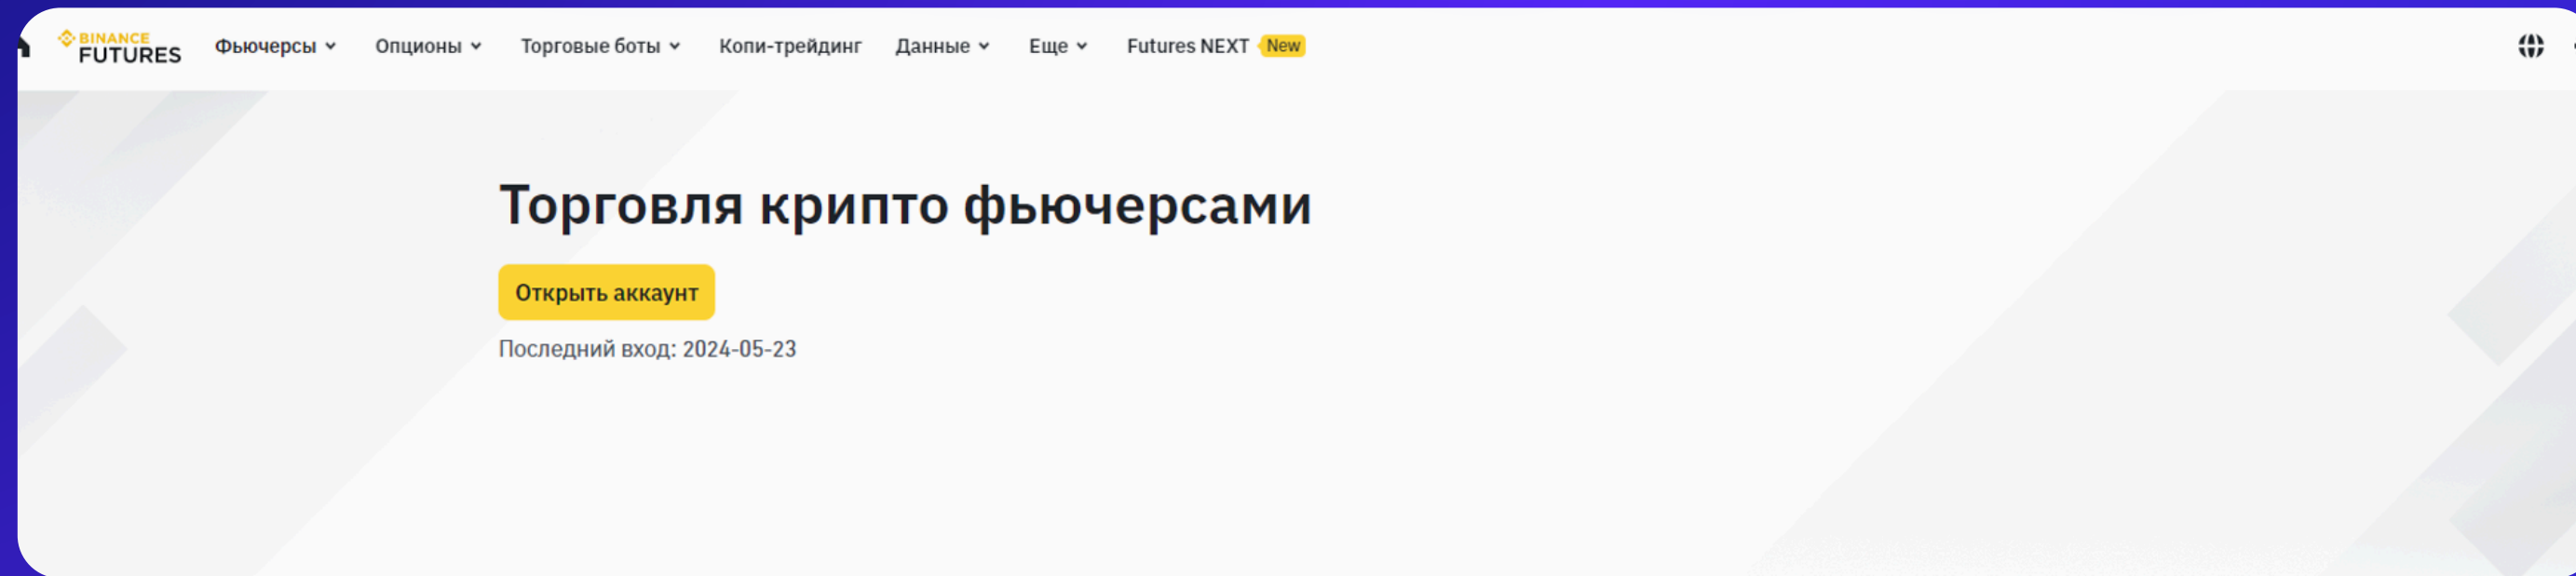 BINANCE
FUTURES
Фьючерсы
Опционы
Торговые боты
Копи-трейдинг
Данные
Еще
Futures NEXT New
Торговля крипто фьючерсами
Открыть аккаунт
Последний вход: 2024-05-23